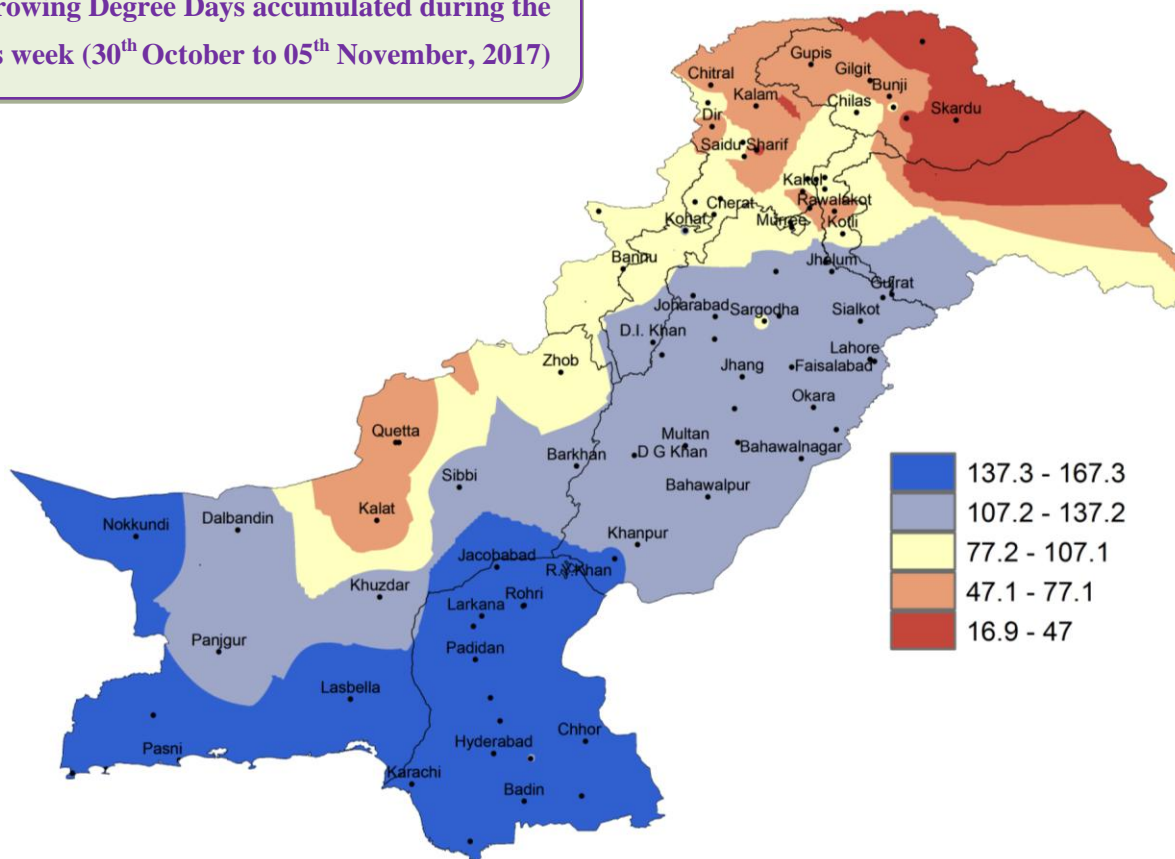 rowing Degree Days accumulated during the
s week (30th October to 05th November, 2017)
Gupis
Chitral
Gilgit
Bunji
Kalam
Chilas
Skardu
Dir
Saidu Sharif
Kakul
Rawalakot
Cherat
Murree
Kohat
Kotli
Bannu
Jhelum
Gujrat
Joharabad
Sargodha
Sialkot
D.I. Khan
Lahore
Zhob
Jhang
Faisalabad
Okara
Quetta
Multan
Bahawalnagar
Barkhan
D G Khan
Sibbi
Bahawalpur
Kalat
Nokkundi
Dalbandin
Khanpur
Jacobabad
R.Y.Khan
Khuzdar
Rohri
Larkana
Panjgur
Padidan
Lasbella
Chhor
Pasni
Hyderabad
Karachi
Badin
137.3 - 167.3
107.2 - 137.2
77.2 - 107.1
47.1 - 77.1
16.9 - 47